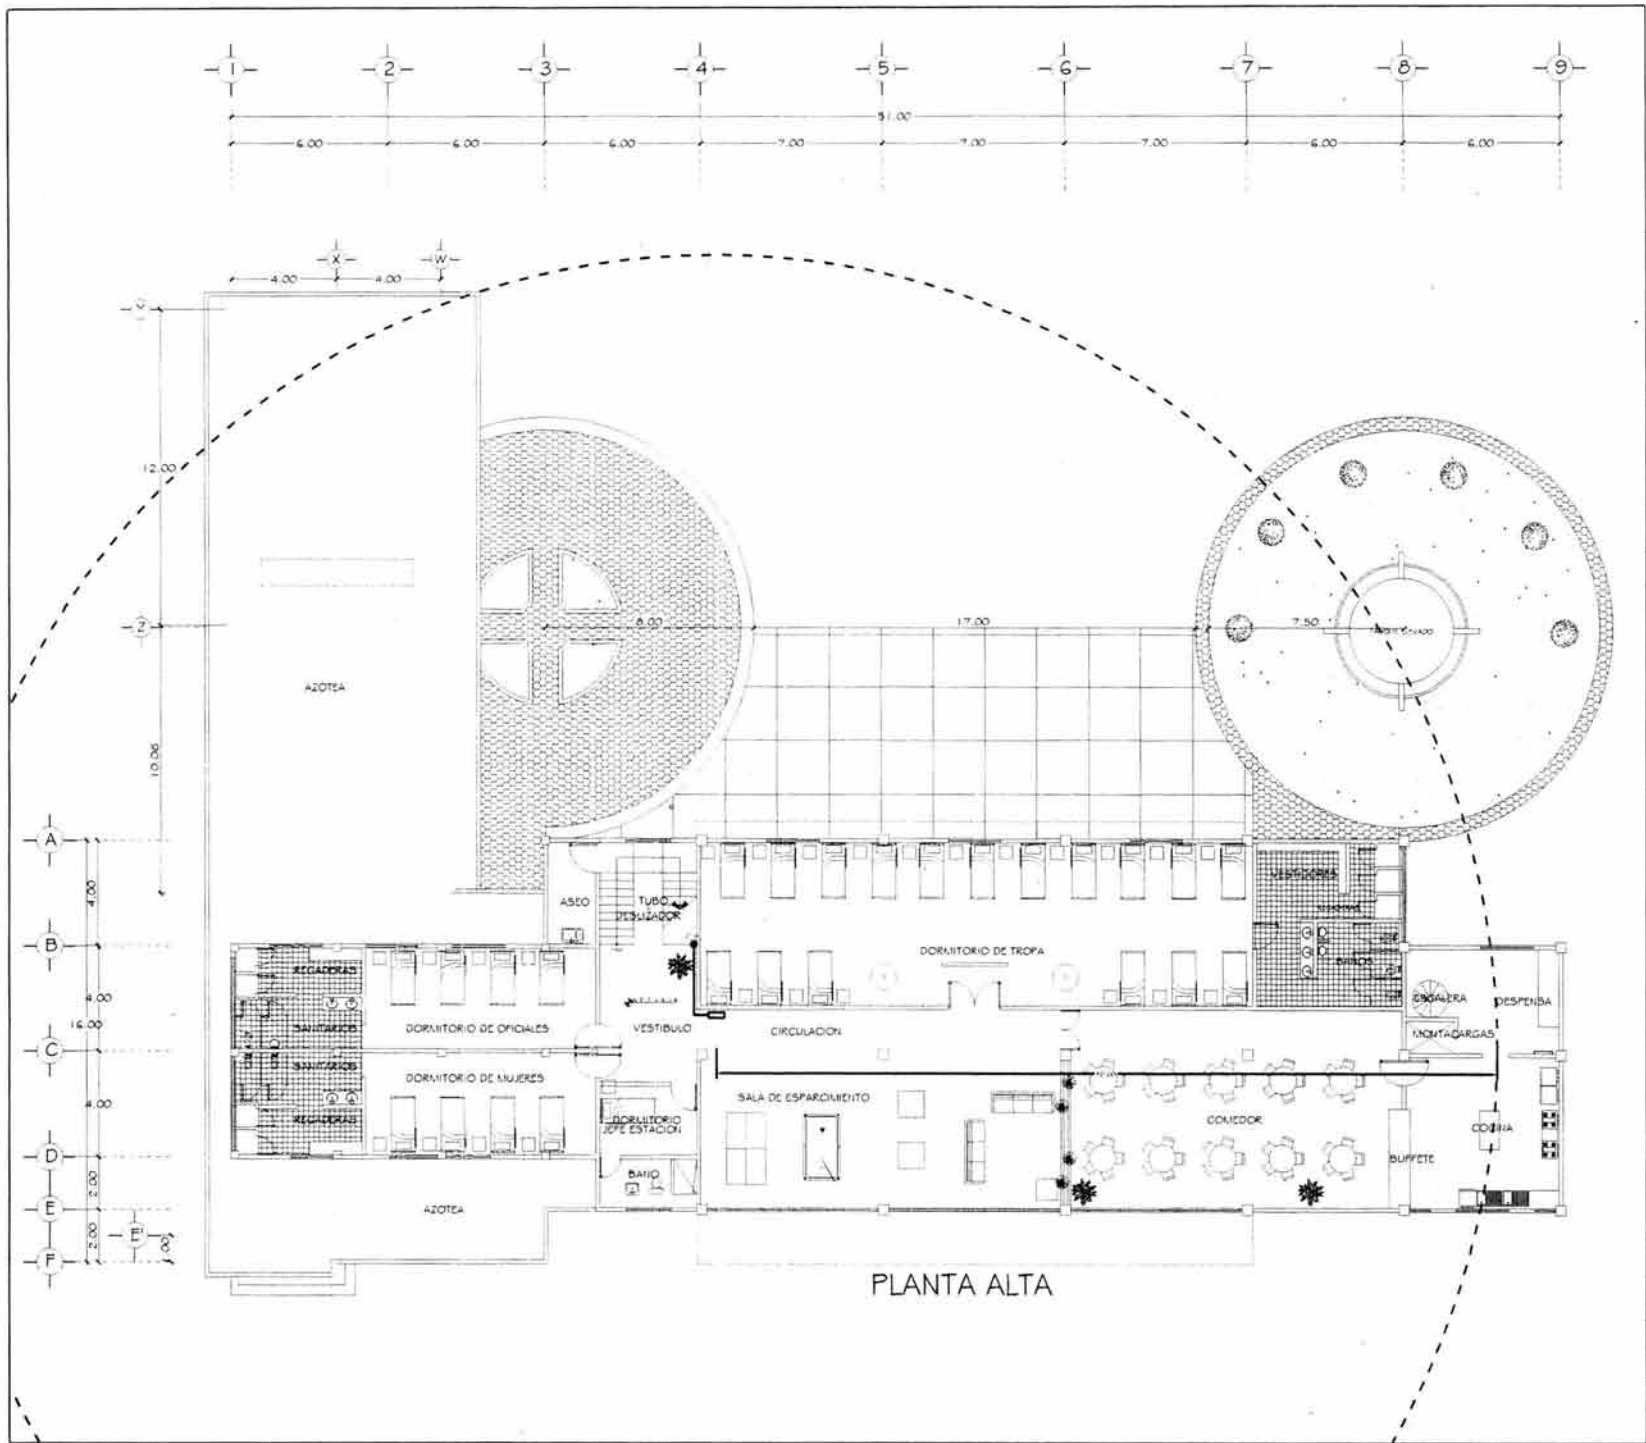 1 2 3 4 5 6 7 8 9
51.00
6.00 6.00 6.00 7.00 7.00 7.00 6.00 6.00
X W
4.00 4.00
12.00
Z
8.00 17.00 7.50
AZOTEA
10.06
A
4.00
VESTIDORES
ASEO
TUBO
DESLIZADOR
B
DORMITORIO DE TROPA
BAÑOS
REGADERAS
4.00
ESCALERA
DESPENSA
16.00
SANITARIOS
DORMITORIO DE OFICIALES
VESTIBULO
CIRCULACION
MONTACARGAS
C
SANITARIOS
DORMITORIO DE MUJERES
SALA DE ESPARCIMIENTO
4.00
REGADERAS
DORMITORIO
JEFE ESTACION
COMEDOR
COCINA
D
BUFFETE
BAÑO
2.00
E
AZOTEA
2.00
E
1.00
F
PLANTA ALTA